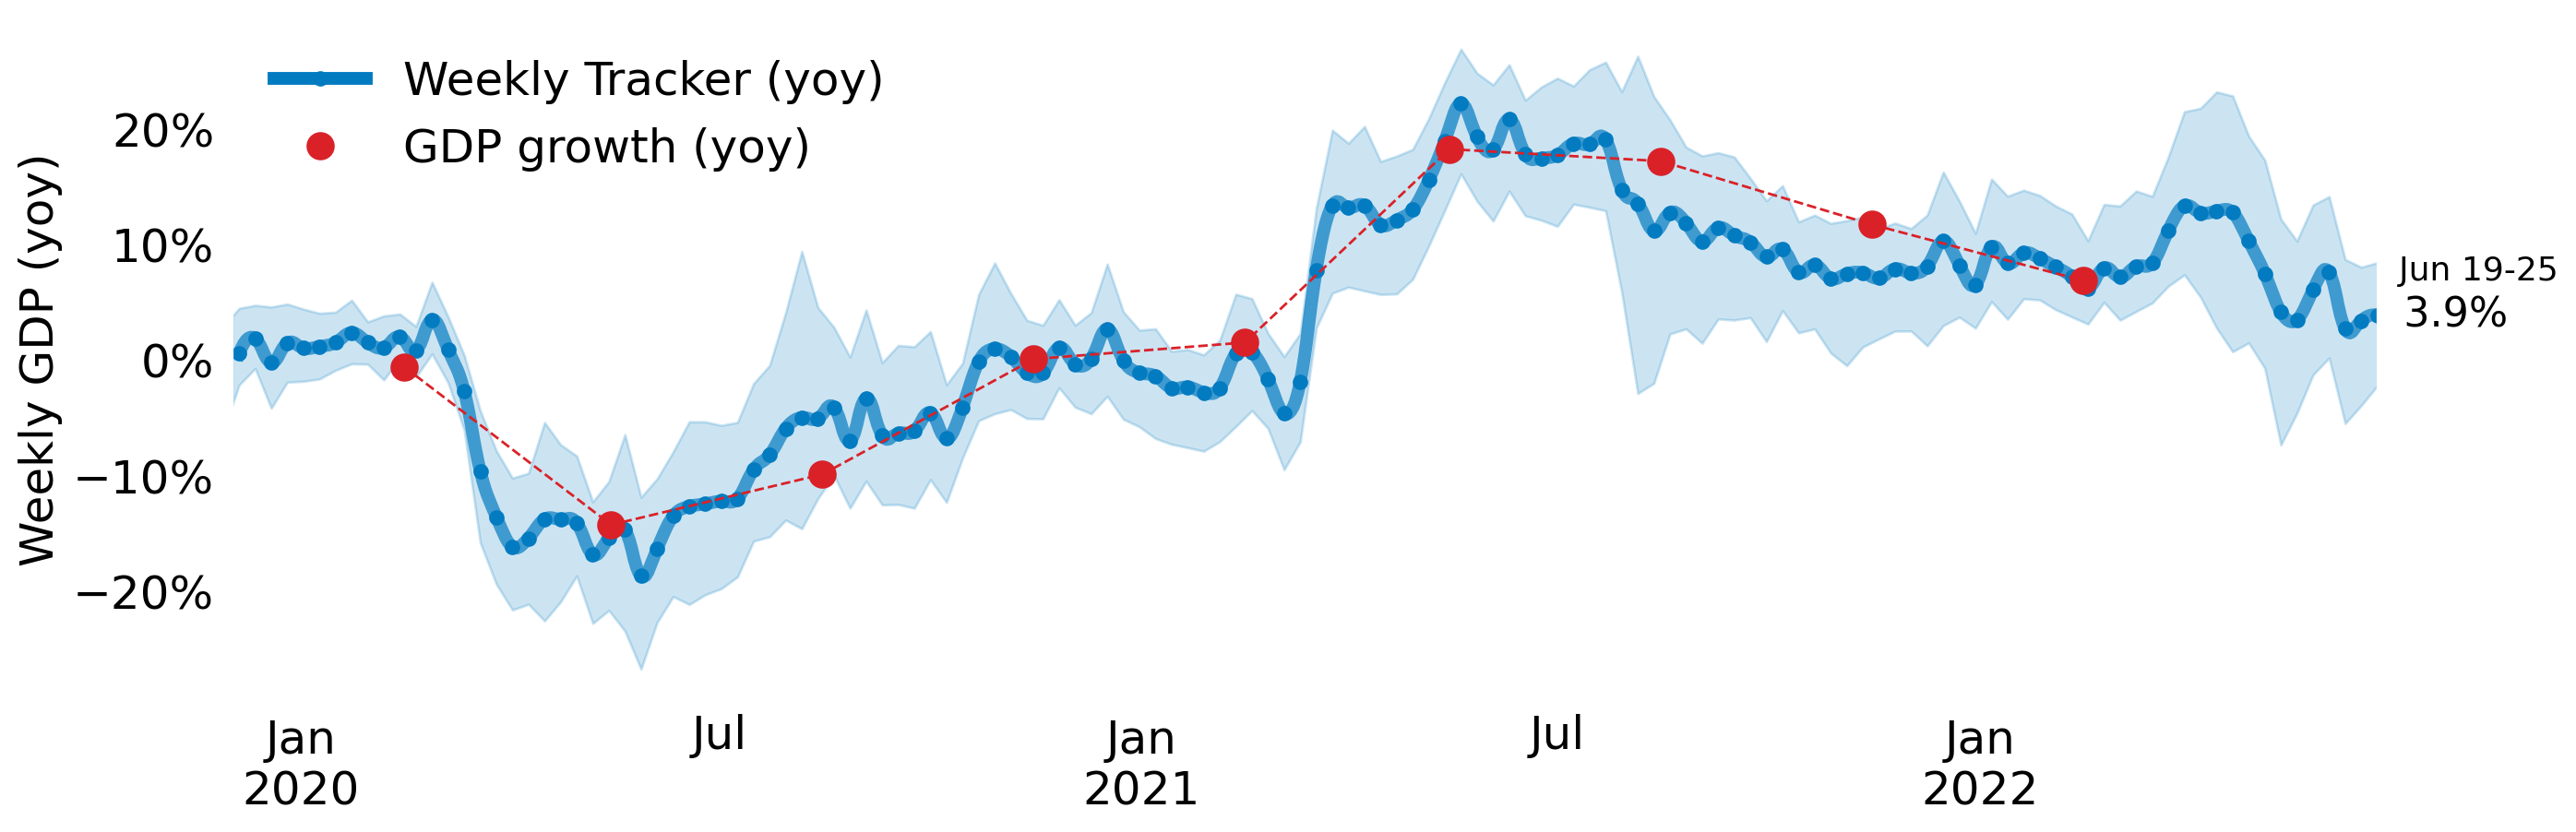 Weekly Tracker (yoy)
GDP growth (yoy)
Weekly GDP (yoy)
20%
10%
0%
−10%
−20%
Jun 19-25
3.9%
Jan
2020
Jul
Jan
2021
Jul
Jan
2022